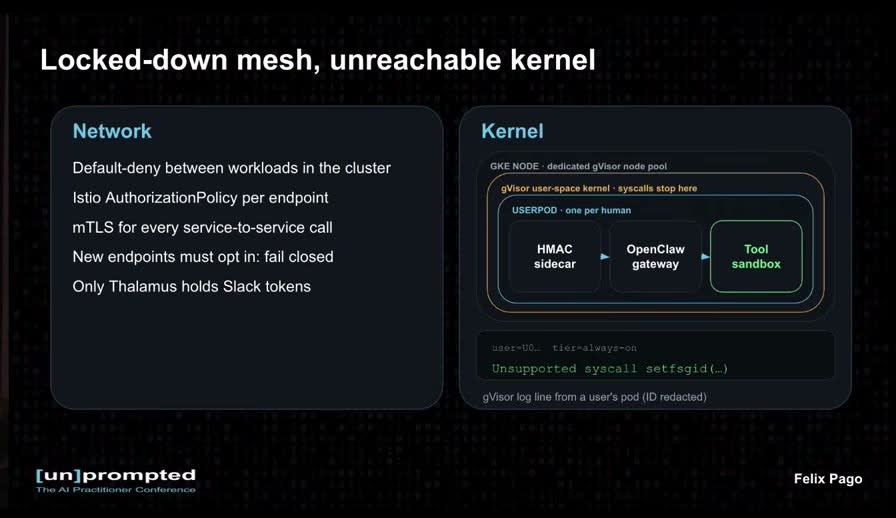 Locked-down mesh, unreachable kernel
Network
Default-deny between workloads in the cluster
Istio AuthorizationPolicy per endpoint
mTLS for every service-to-service call
New endpoints must opt in: fail closed
Only Thalamus holds Slack tokens
Kernel
GKE NODE · dedicated gVisor node pool
gVisor user-space kernel · syscalls stop here
USERPOD · one per human
HMAC
sidecar
OpenClaw
gateway
Tool
sandbox
user=U0… tier=always-on
Unsupported syscall setfsgid(…)
gVisor log line from a user's pod (ID redacted)
[un]prompted
The AI Practitioner Conference
Felix Pago